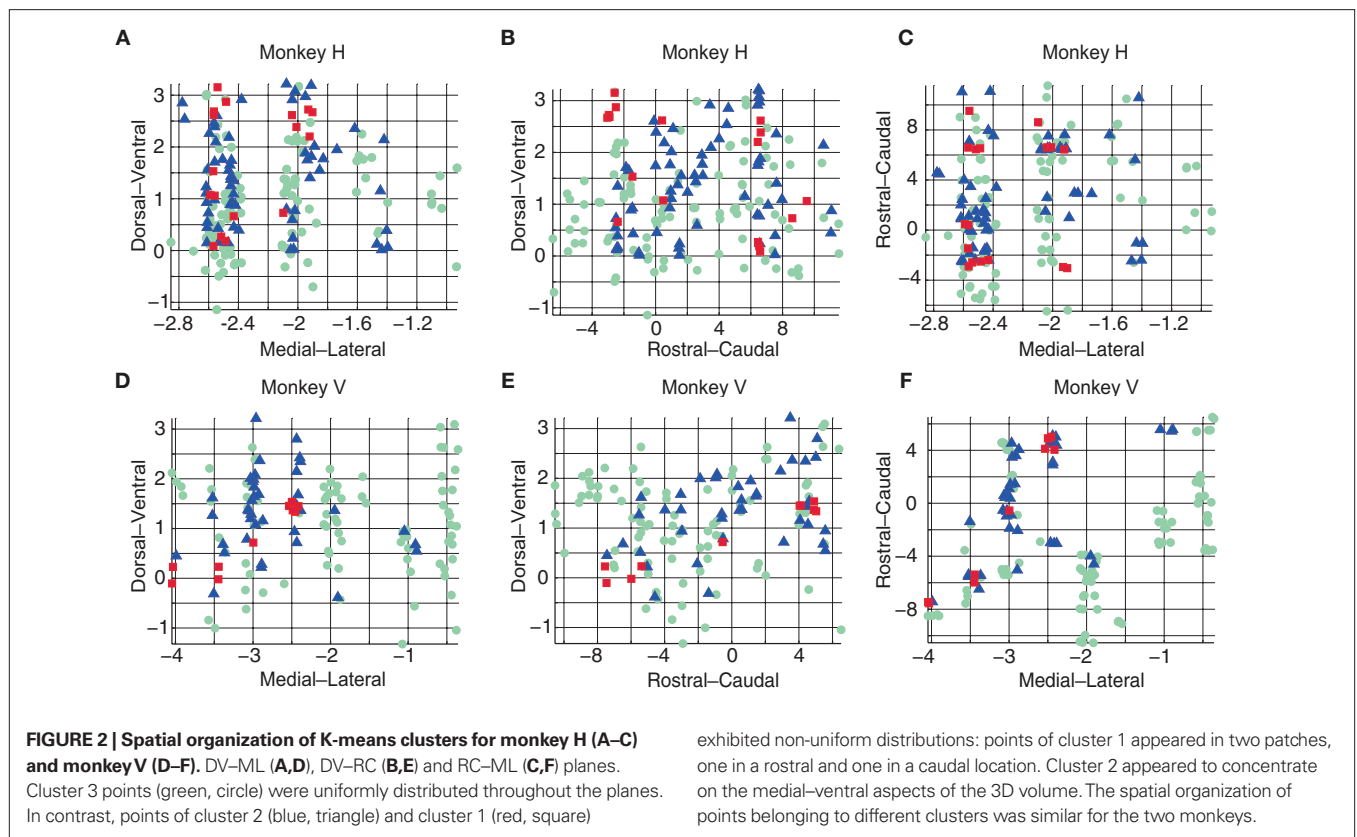 A
Monkey H
B
Monkey H
C
Monkey H
Dorsal–Ventral
3
2
1
0
−1
−2.8 −2.4 −2 −1.6 −1.2
Medial–Lateral
Dorsal–Ventral
3
2
1
0
−1
−4 0 4 8
Rostral–Caudal
Rostral–Caudal
8
4
0
−4
−2.8 −2.4 −2 −1.6 −1.2
Medial–Lateral
D
Monkey V
E
Monkey V
F
Monkey V
Dorsal–Ventral
3
2
1
0
−1
−4 −3 −2 −1
Medial–Lateral
Dorsal–Ventral
3
2
1
0
−1
−8 −4 0 4
Rostral–Caudal
Rostral–Caudal
4
0
−4
−8
−4 −3 −2 −1
Medial–Lateral
FIGURE 2 | Spatial organization of K-means clusters for monkey H (A–C)
and monkey V (D–F). DV–ML (A,D), DV–RC (B,E) and RC–ML (C,F) planes.
Cluster 3 points (green, circle) were uniformly distributed throughout the planes.
In contrast, points of cluster 2 (blue, triangle) and cluster 1 (red, square)
exhibited non-uniform distributions: points of cluster 1 appeared in two patches,
one in a rostral and one in a caudal location. Cluster 2 appeared to concentrate
on the medial–ventral aspects of the 3D volume. The spatial organization of
points belonging to different clusters was similar for the two monkeys.